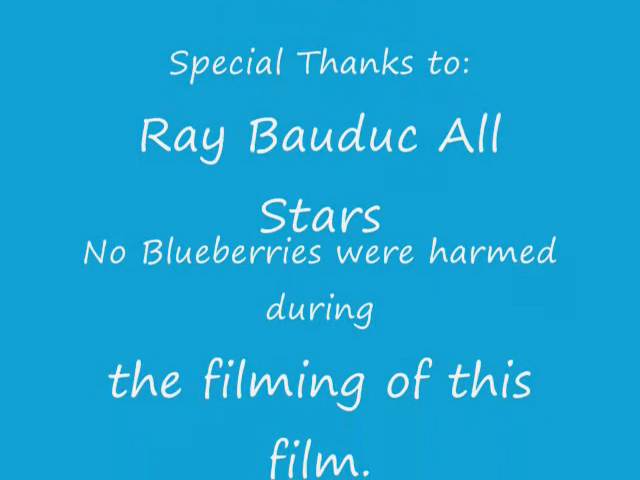 Special Thanks to:
Ray Bauduc All
Stars
No Blueberries were harmed
during
the filming of this
film.